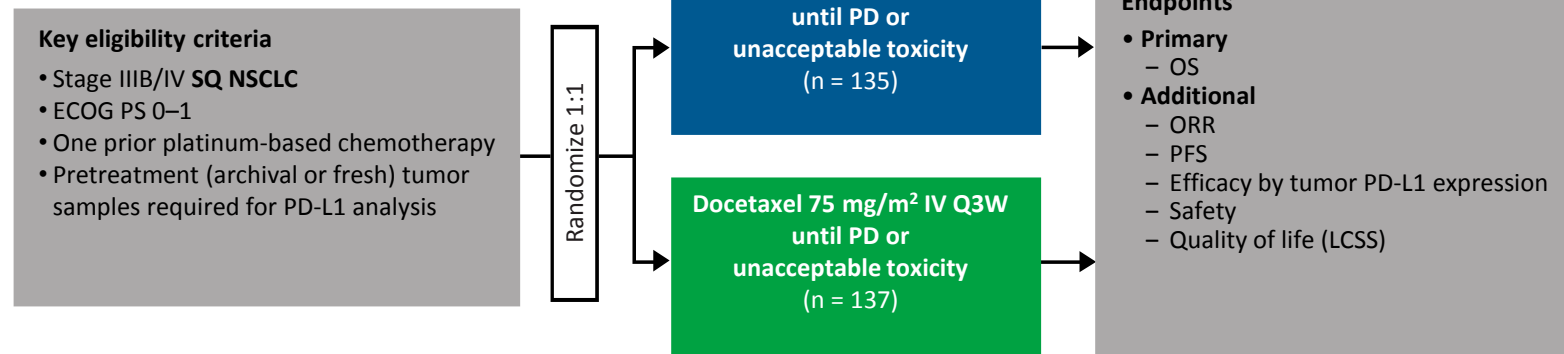 Key eligibility criteria
• Stage IIIB/IV SQ NSCLC
• ECOG PS 0–1
• One prior platinum-based chemotherapy
• Pretreatment (archival or fresh) tumor
samples required for PD-L1 analysis
Randomize 1:1
until PD or
unacceptable toxicity
(n = 135)
Docetaxel 75 mg/m² IV Q3W
until PD or
unacceptable toxicity
(n = 137)
Endpoints
• Primary
– OS
• Additional
– ORR
– PFS
– Efficacy by tumor PD-L1 expression
– Safety
– Quality of life (LCSS)